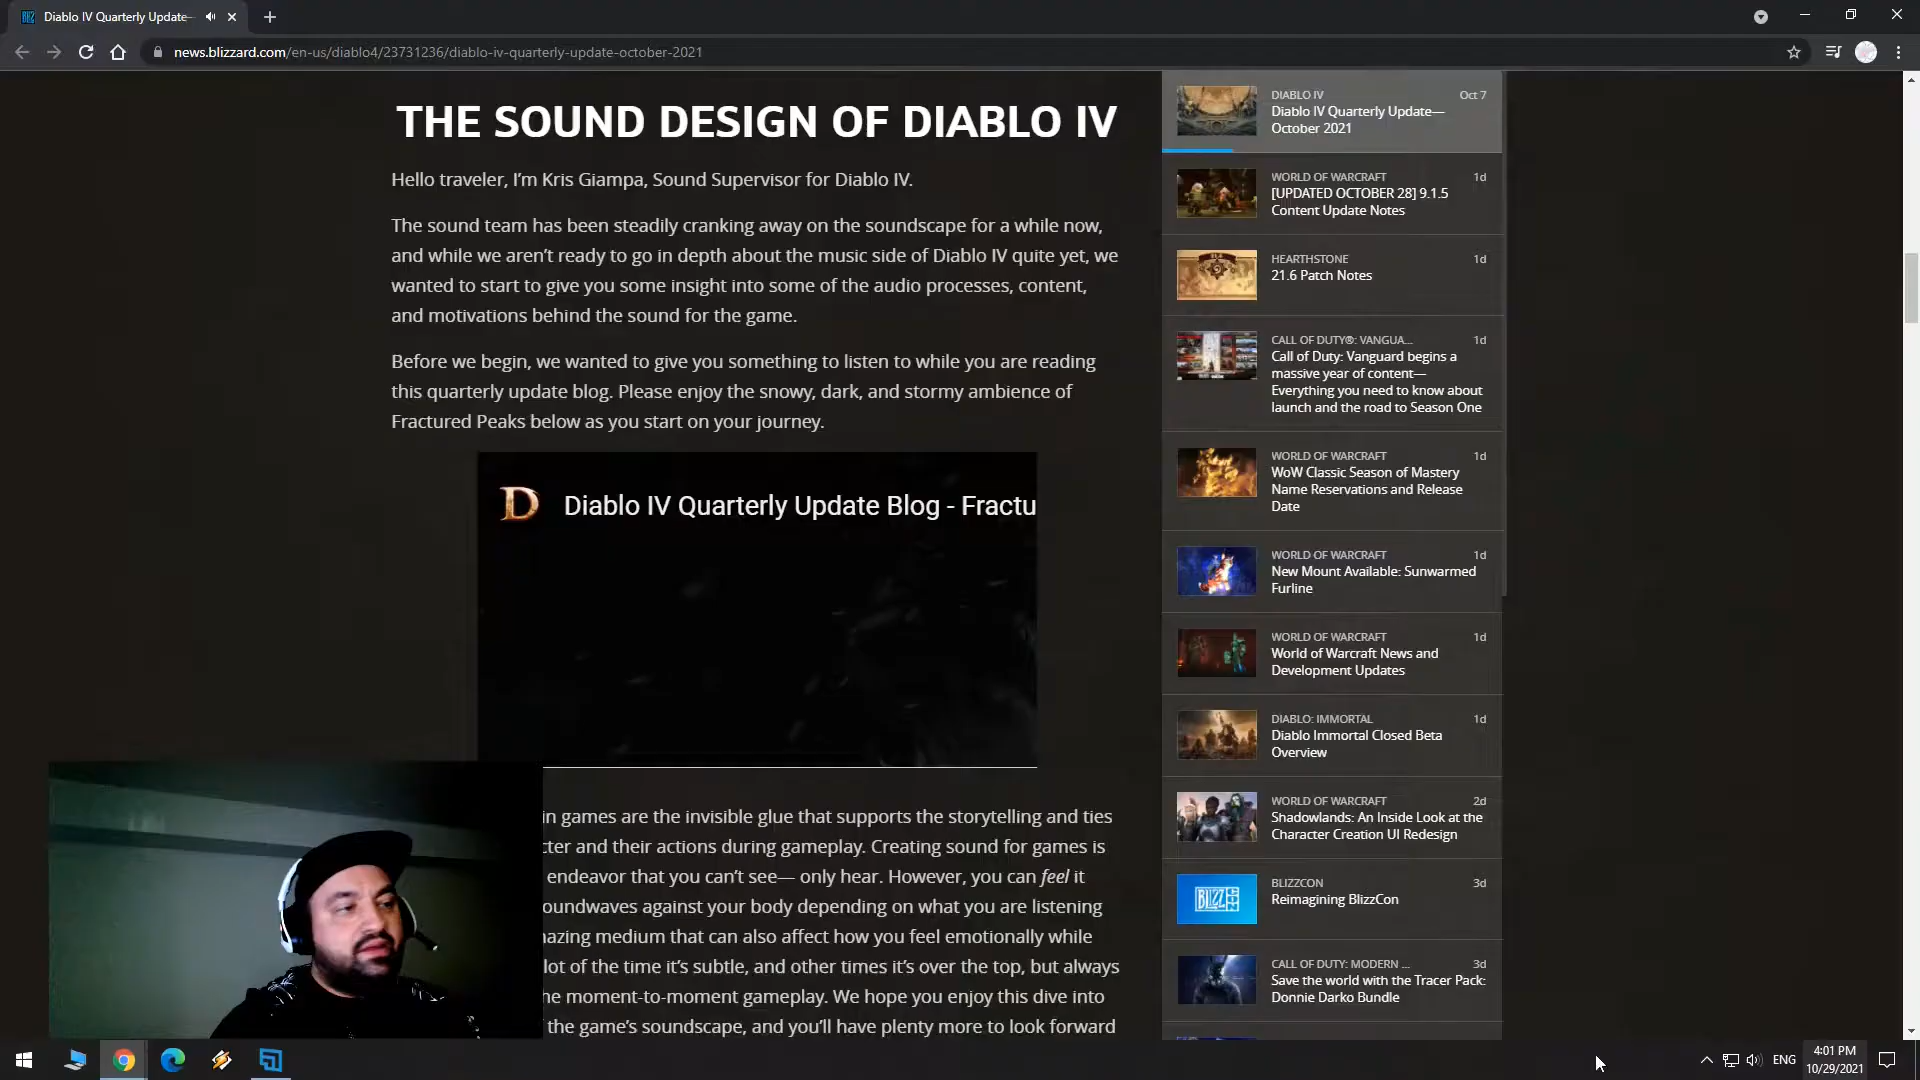 Diablo IV Quarterly Update—
news.blizzard.com/en-us/diablo4/23731236/diablo-iv-quarterly-update-october-2021
THE SOUND DESIGN OF DIABLO IV
Hello traveler, I’m Kris Giampa, Sound Supervisor for Diablo IV.
The sound team has been steadily cranking away on the soundscape for a while now,
and while we aren’t ready to go in depth about the music side of Diablo IV quite yet, we
wanted to start to give you some insight into some of the audio processes, content,
and motivations behind the sound for the game.
Before we begin, we wanted to give you something to listen to while you are reading
this quarterly update blog. Please enjoy the snowy, dark, and stormy ambience of
Fractured Peaks below as you start on your journey.
D
Diablo IV Quarterly Update Blog - Fractu
in games are the invisible glue that supports the storytelling and ties
cter and their actions during gameplay. Creating sound for games is
endeavor that you can’t see— only hear. However, you can feel it
oundwaves against your body depending on what you are listening
nazing medium that can also affect how you feel emotionally while
lot of the time it’s subtle, and other times it’s over the top, but always
he moment-to-moment gameplay. We hope you enjoy this dive into
the game’s soundscape, and you’ll have plenty more to look forward
DIABLO IV Oct 7
Diablo IV Quarterly Update—
October 2021
WORLD OF WARCRAFT 1d
[UPDATED OCTOBER 28] 9.1.5
Content Update Notes
HEARTHSTONE 1d
21.6 Patch Notes
CALL OF DUTY®: VANGUA... 1d
Call of Duty: Vanguard begins a
massive year of content—
Everything you need to know about
launch and the road to Season One
WORLD OF WARCRAFT 1d
WoW Classic Season of Mastery
Name Reservations and Release
Date
WORLD OF WARCRAFT 1d
New Mount Available: Sunwarmed
Furline
WORLD OF WARCRAFT 1d
World of Warcraft News and
Development Updates
DIABLO: IMMORTAL 1d
Diablo Immortal Closed Beta
Overview
WORLD OF WARCRAFT 2d
Shadowlands: An Inside Look at the
Character Creation UI Redesign
BLIZZCON 3d
Reimagining BlizzCon
CALL OF DUTY: MODERN ... 3d
Save the world with the Tracer Pack:
Donnie Darko Bundle
ENG
4:01 PM
10/29/2021